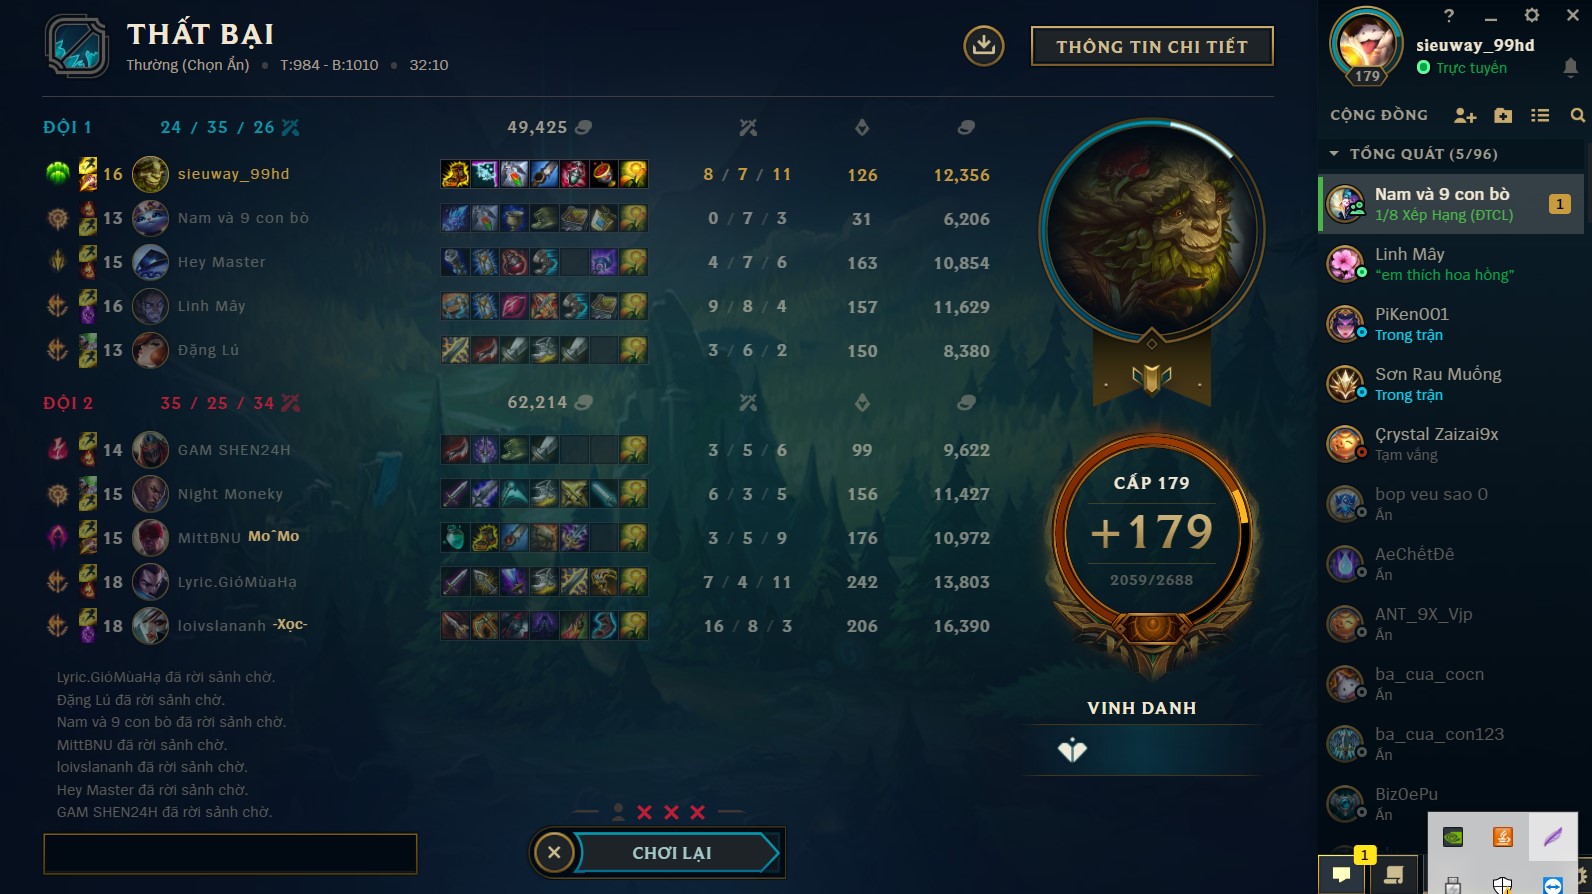 THẤT BẠI
Thường (Chọn Ẩn) • T:984 - B:1010 • 32:10
THÔNG TIN CHI TIẾT
ĐỘI 1 24 / 35 / 26 49,425
16 sieuway_99hd 8 / 7 / 11 126 12,356
13 Nam và 9 con bò 0 / 7 / 3 31 6,206
15 Hey Master 4 / 7 / 6 163 10,854
16 Linh Mây 9 / 8 / 4 157 11,629
13 Đặng Lú 3 / 6 / 2 150 8,380
ĐỘI 2 35 / 25 / 34 62,214
14 GAM SHEN24H 3 / 5 / 6 99 9,622
15 Night Moneky 6 / 3 / 5 156 11,427
15 MittBNU Mo^Mo 3 / 5 / 9 176 10,972
18 Lyric.GióMùaHạ 7 / 4 / 11 242 13,803
18 loivslananh -Xọc- 16 / 8 / 3 206 16,390
Lyric.GióMùaHạ đã rời sảnh chờ.
Đặng Lú đã rời sảnh chờ.
Nam và 9 con bò đã rời sảnh chờ.
MittBNU đã rời sảnh chờ.
loivslananh đã rời sảnh chờ.
Hey Master đã rời sảnh chờ.
GAM SHEN24H đã rời sảnh chờ.
CHƠI LẠI
CẤP 179
+179
2059/2688
VINH DANH
?
179
sieuway_99hd
Trực tuyến
CỘNG ĐỒNG
TỔNG QUÁT (5/96)
Nam và 9 con bò
1/8 Xếp Hạng (ĐTCL)
1
Linh Mây
“em thích hoa hồng”
PiKen001
Trong trận
Sơn Rau Muống
Trong trận
Çrystal Zaizai9x
Tạm vắng
bop veu sao 0
Ẩn
AeChếtĐê
Ẩn
ANT_9X_Vjp
Ẩn
ba_cua_cocn
Ẩn
ba_cua_con123
Ẩn
BizOePu
Ẩn
1